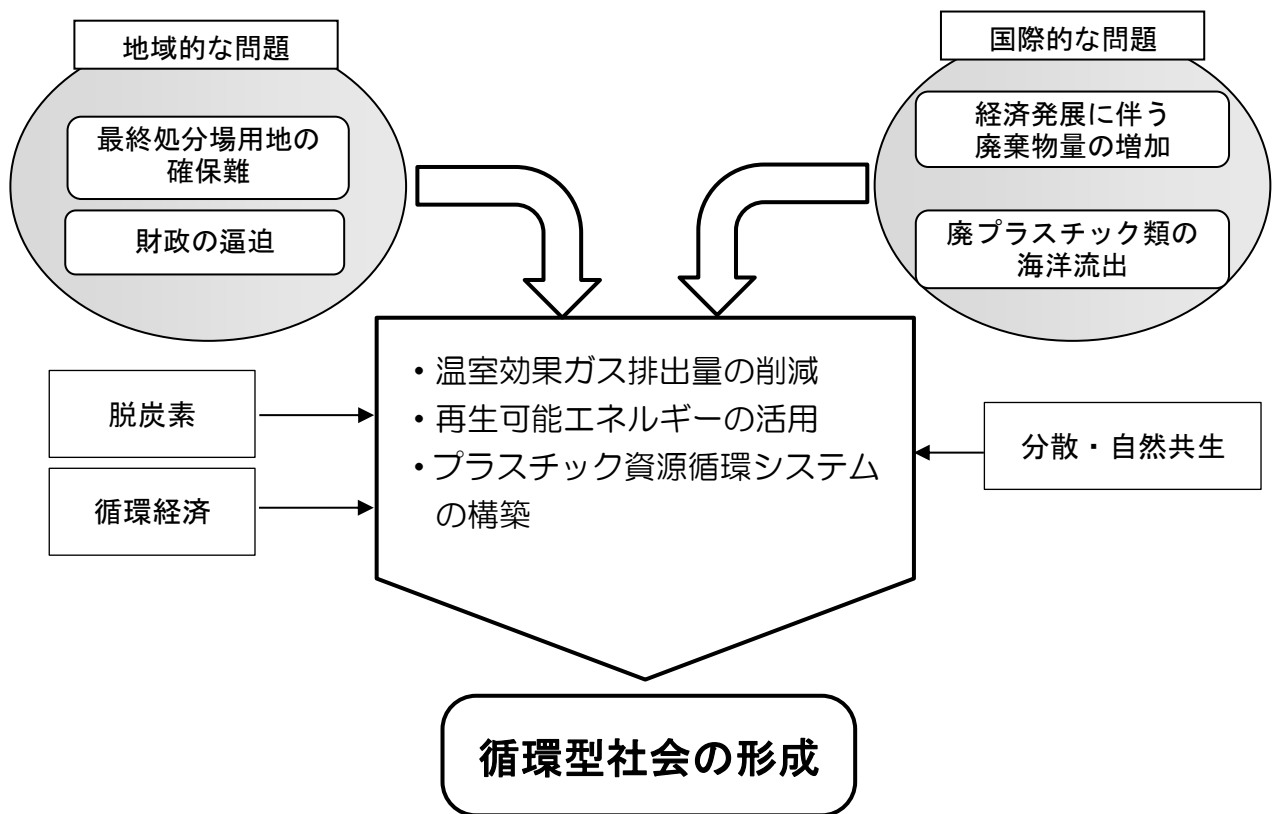 地域的な問題
最終処分場用地の
確保難
財政の逼迫
国際的な問題
経済発展に伴う
廃棄物量の増加
廃プラスチック類の
海洋流出
脱炭素
循環経済
・温室効果ガス排出量の削減
・再生可能エネルギーの活用
・プラスチック資源循環システム
の構築
分散・自然共生
循環型社会の形成